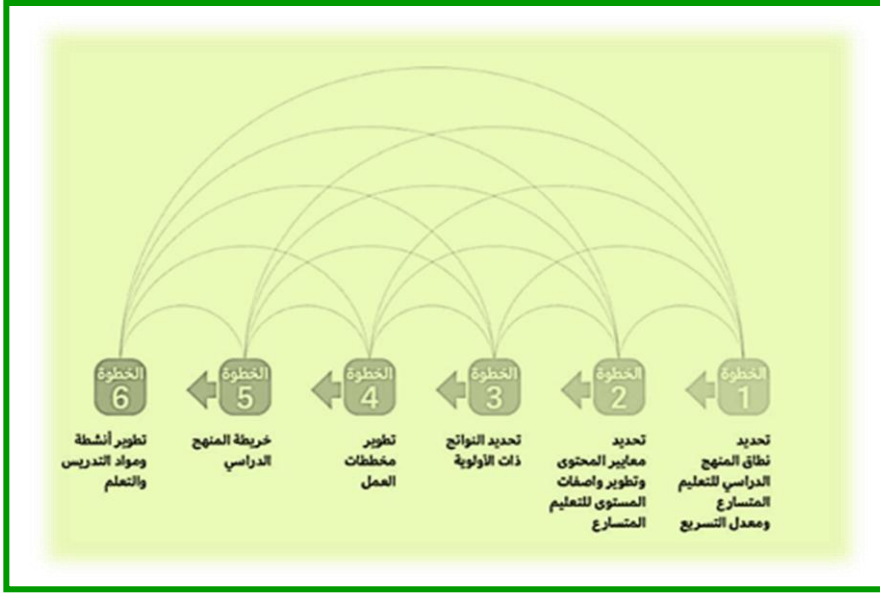 الخطوة
1
تحديد
نطاق المنهج
الدراسي للتعليم
المتسارع
ومعدل التسريع
الخطوة
2
تحديد
معايير المحتوى
وتطوير واصفات
المستوى للتعليم
المتسارع
الخطوة
3
تحديد النواتج
ذات الأولوية
الخطوة
4
تطوير
مخططات
العمل
الخطوة
5
خريطة المنهج
الدراسي
الخطوة
6
تطوير أنشطة
ومواد التدريس
والتعلم